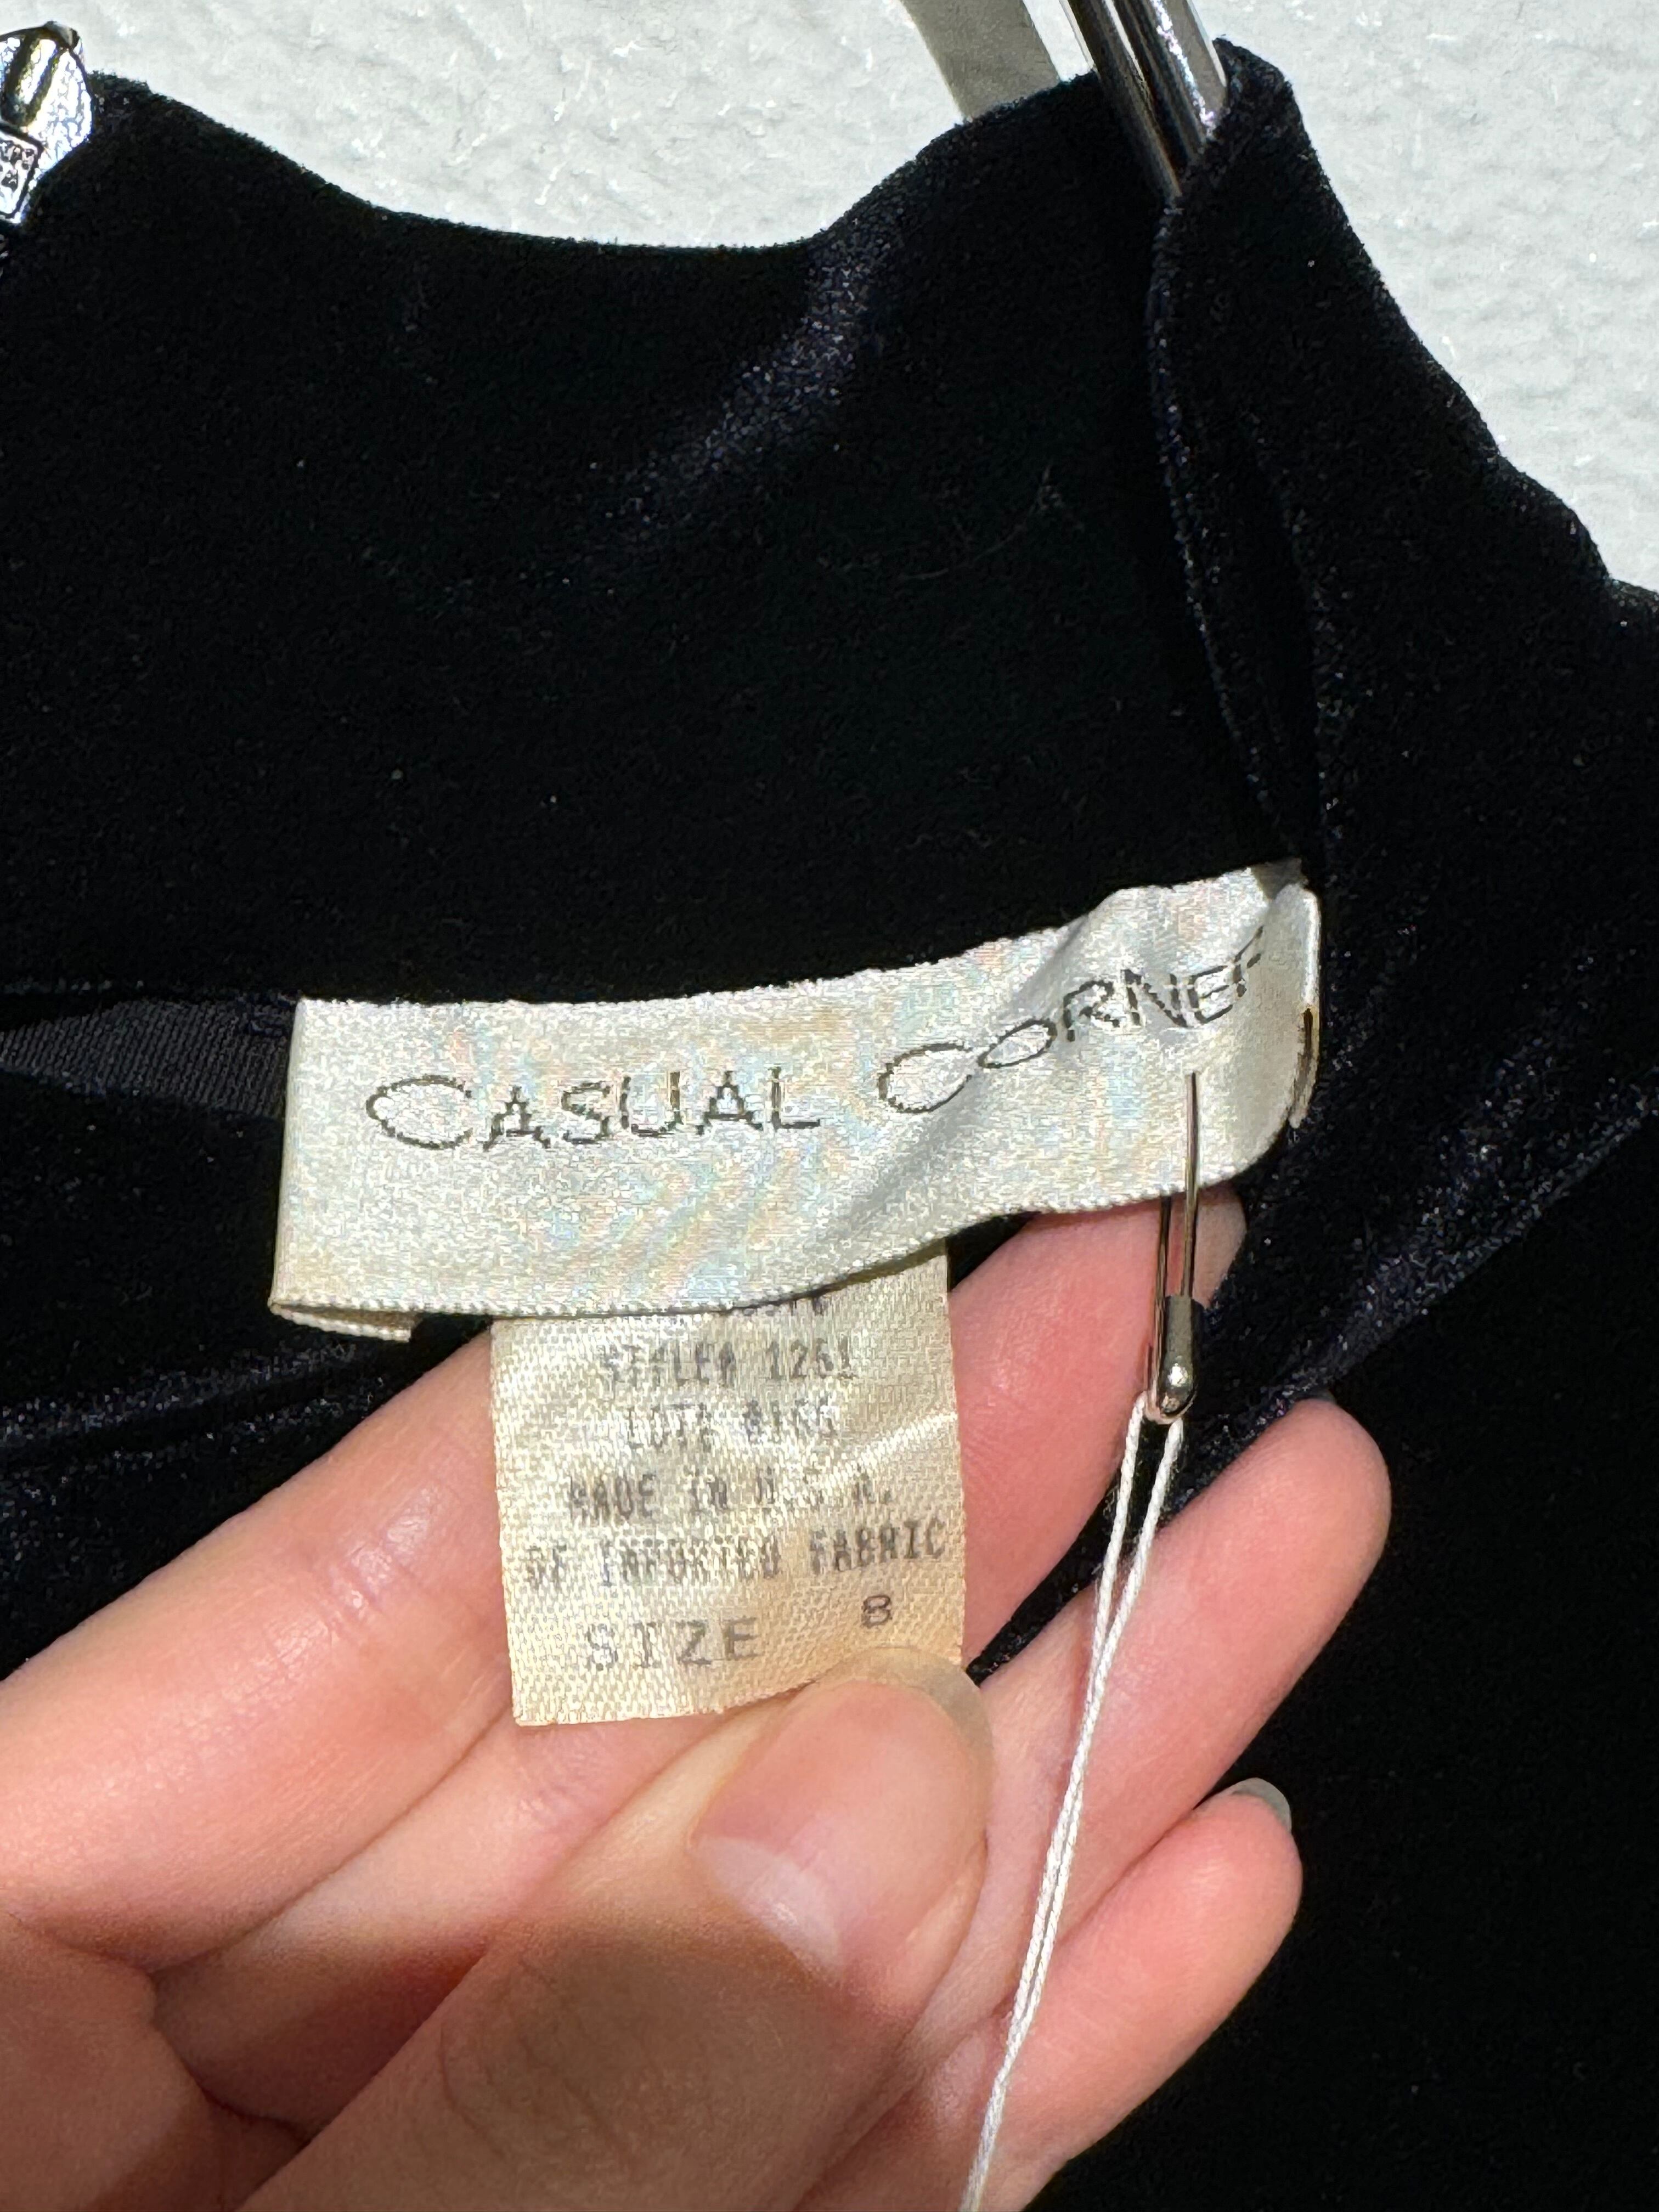 CASUAL CORNER
STYLE# 1261
MADE IN U.S.A.
OF IMPORTED FABRIC
SIZE 8